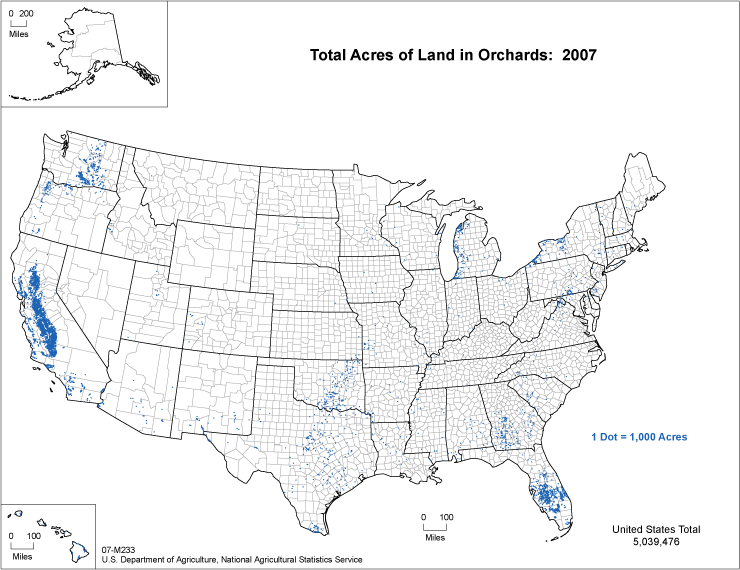 0 200
Miles
Total Acres of Land in Orchards: 2007
1 Dot = 1,000 Acres
United States Total
5,039,476
0 100
Miles
0 100
Miles
07-M233
U.S. Department of Agriculture, National Agricultural Statistics Service